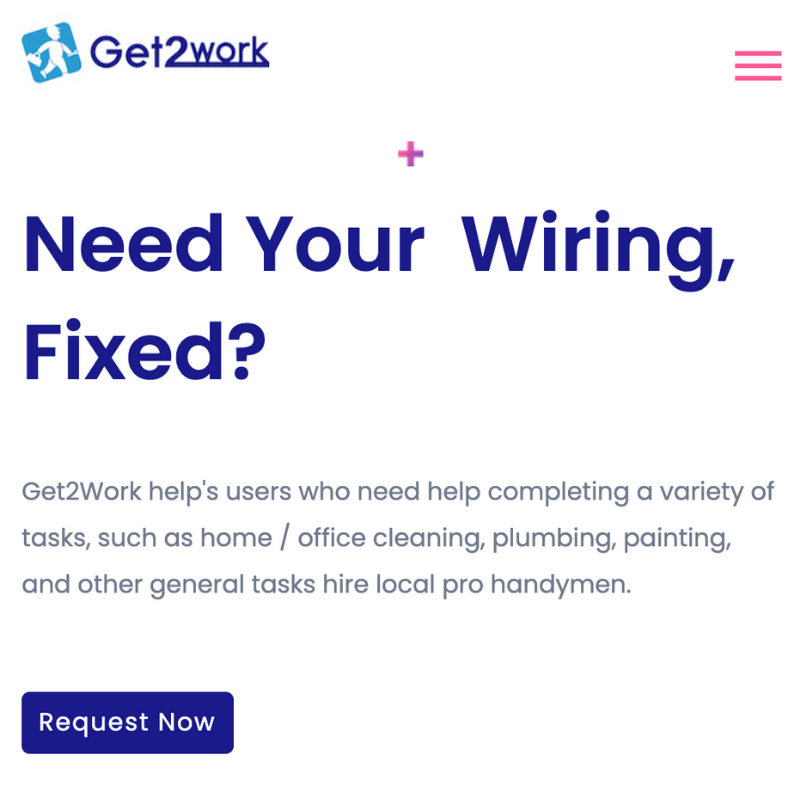 Get2work
Need Your Wiring,
Fixed?
Get2Work help's users who need help completing a variety of
tasks, such as home / office cleaning, plumbing, painting,
and other general tasks hire local pro handymen.
Request Now